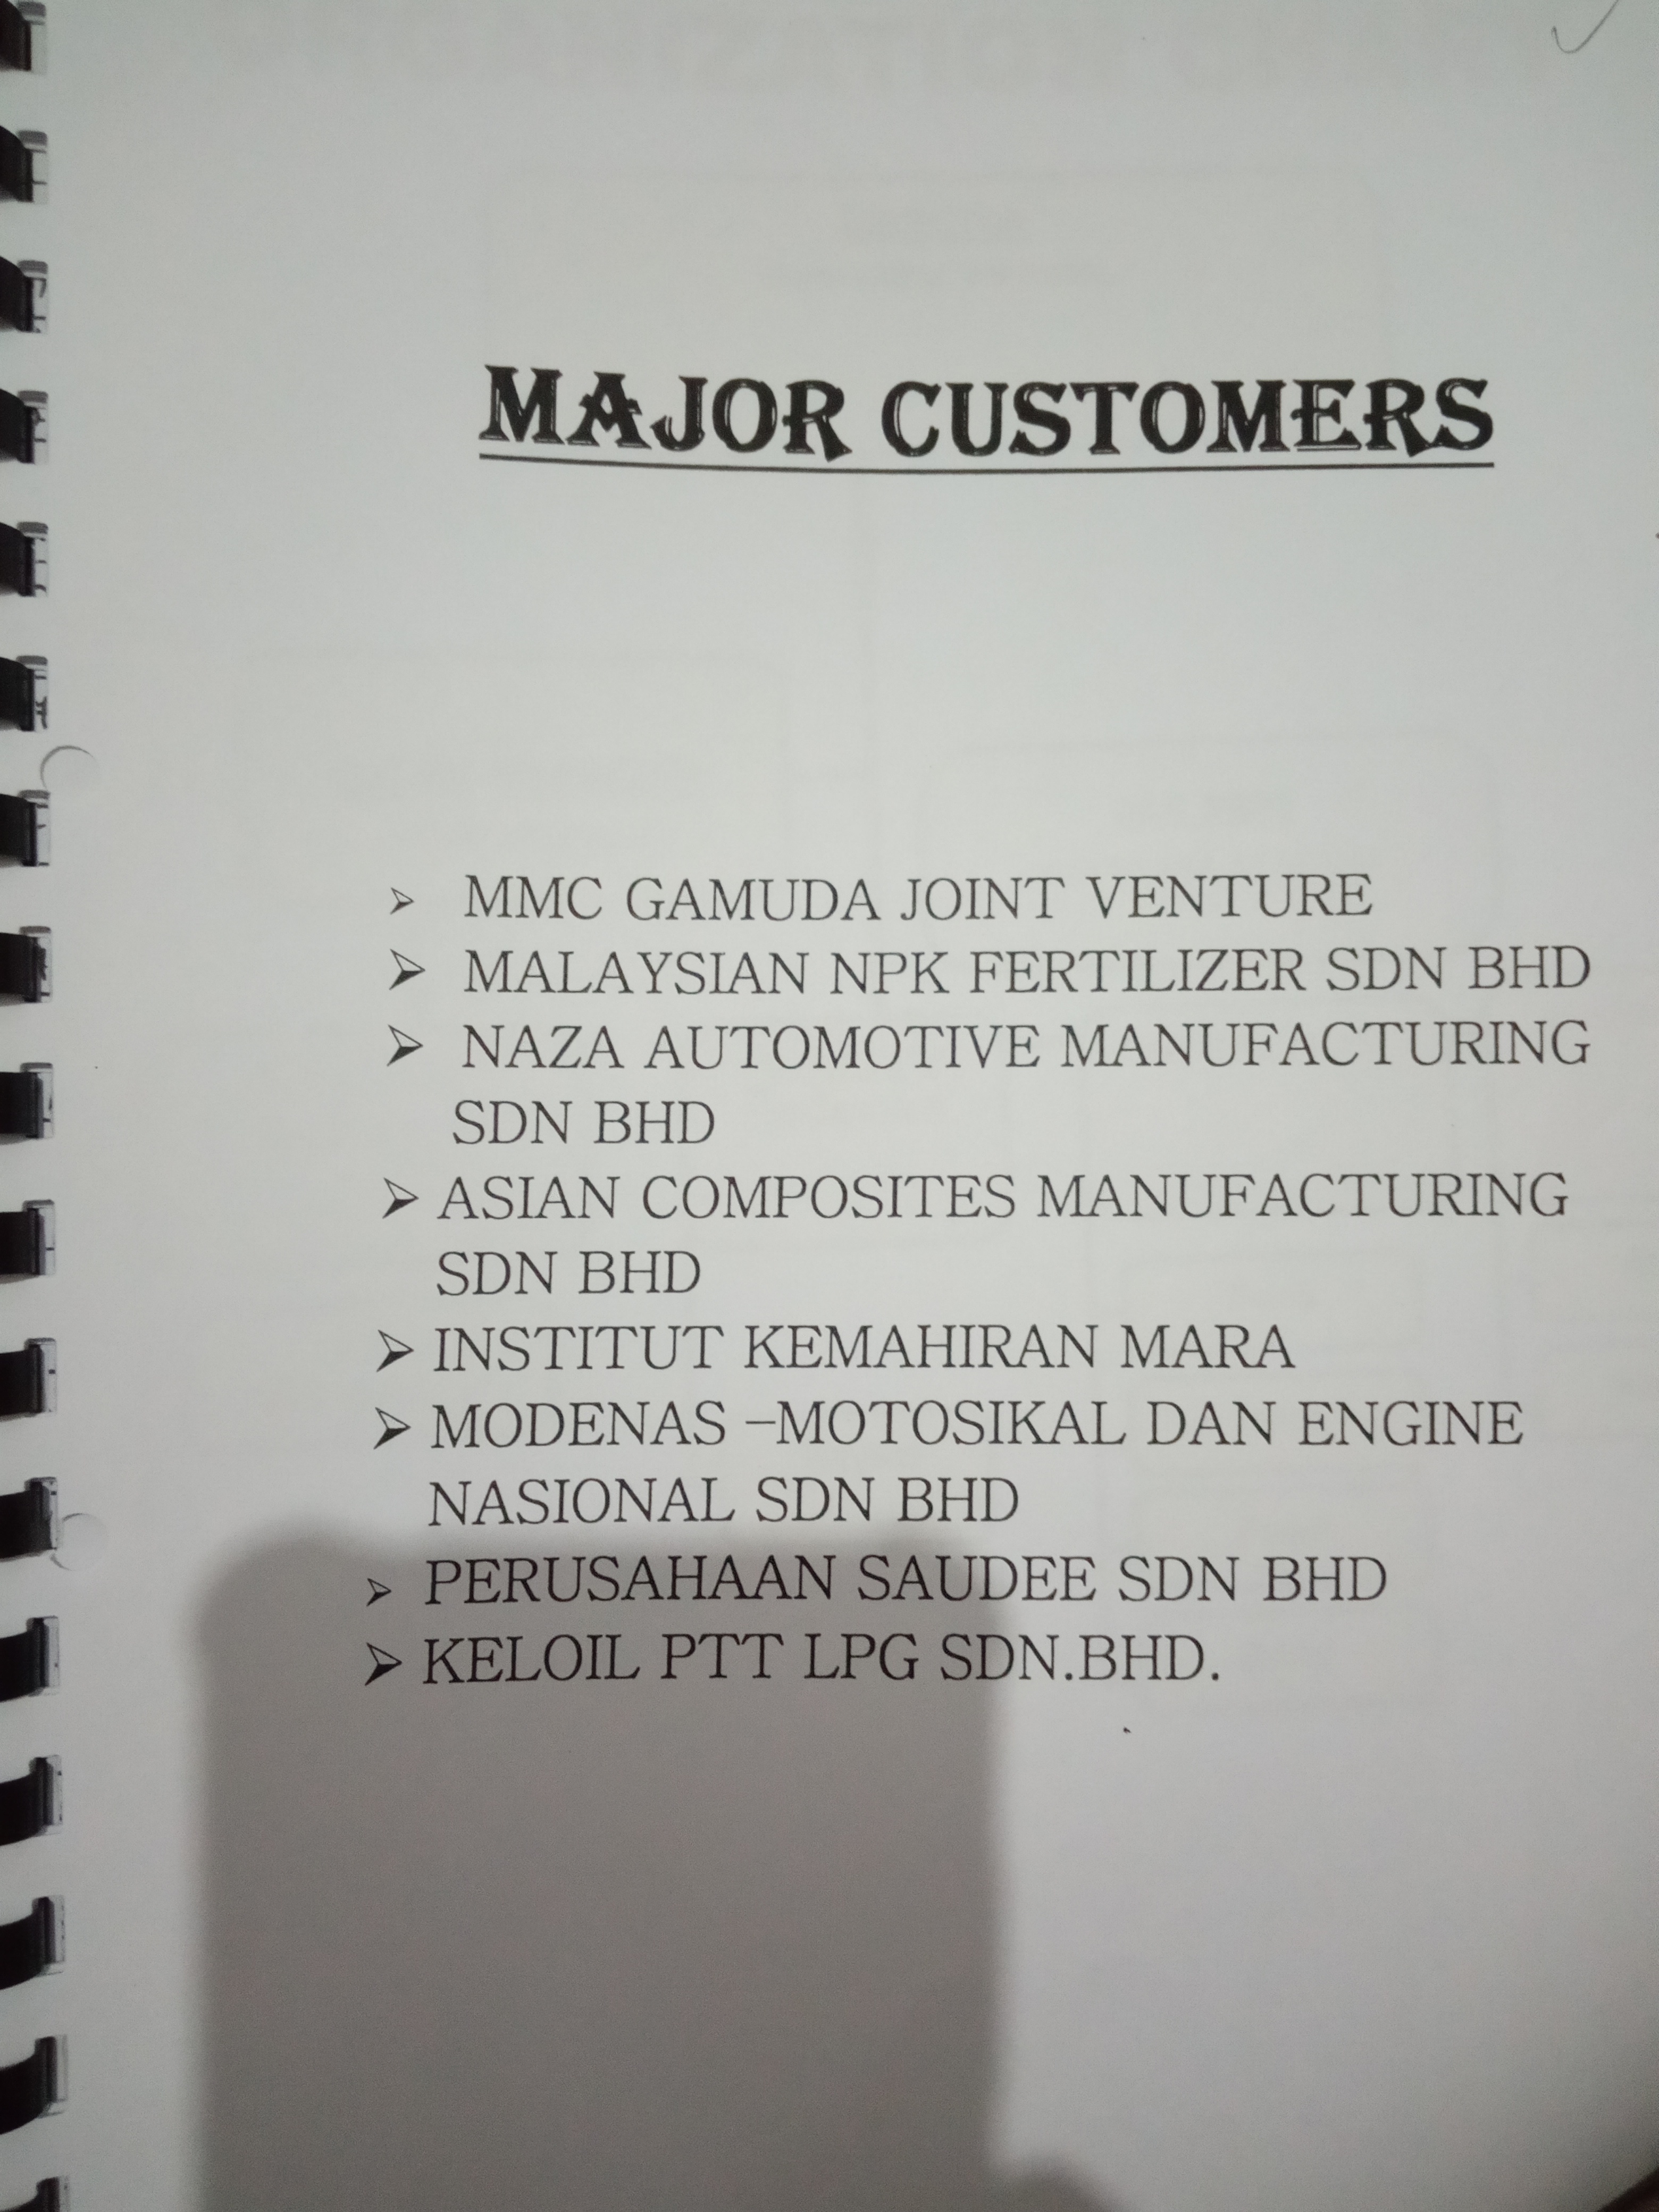 MAJOR CUSTOMERS
➢ MMC GAMUDA JOINT VENTURE
➢ MALAYSIAN NPK FERTILIZER SDN BHD
➢ NAZA AUTOMOTIVE MANUFACTURING
SDN BHD
➢ ASIAN COMPOSITES MANUFACTURING
SDN BHD
➢ INSTITUT KEMAHIRAN MARA
➢ MODENAS –MOTOSIKAL DAN ENGINE
NASIONAL SDN BHD
➢ PERUSAHAAN SAUDEE SDN BHD
➢ KELOIL PTT LPG SDN.BHD.